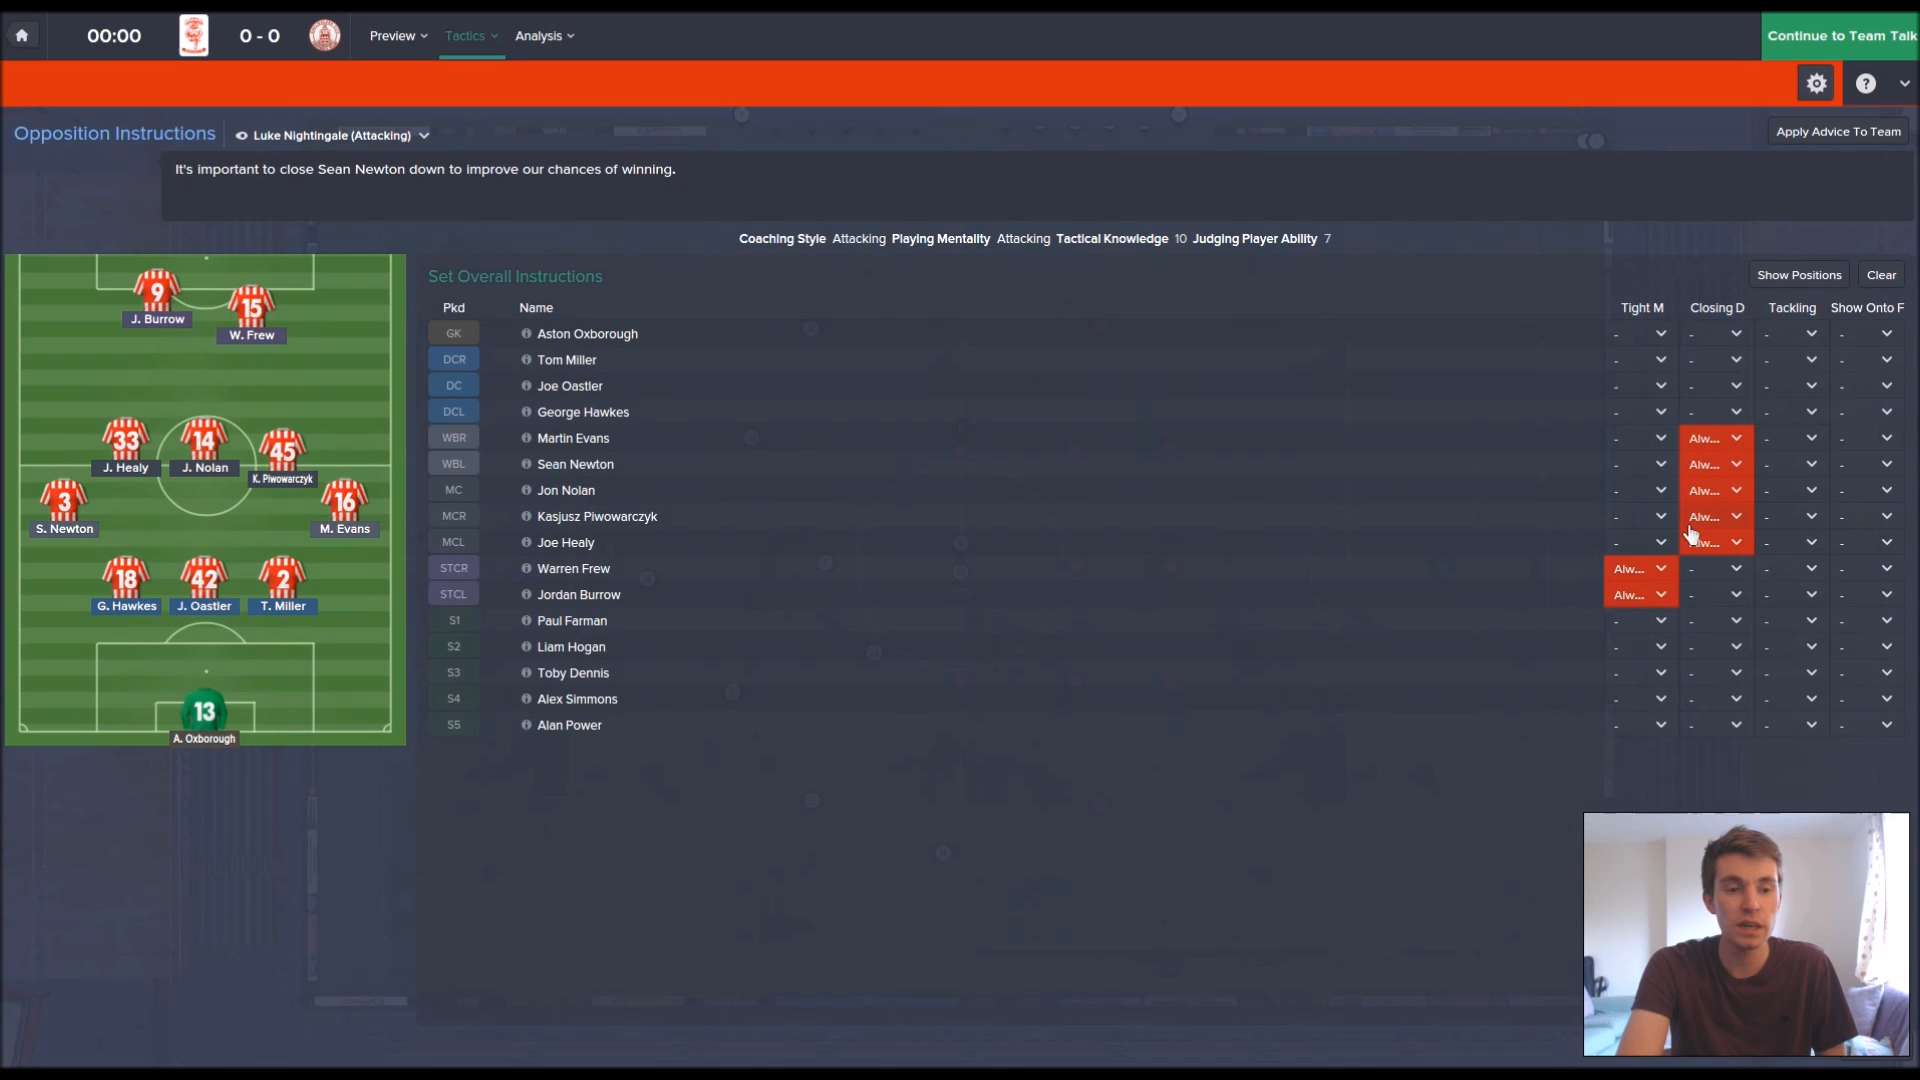 00:00
0 - 0
Preview
Tactics
Analysis
Continue to Team Talk
Opposition Instructions
Luke Nightingale (Attacking)
Apply Advice To Team
It's important to close Sean Newton down to improve our chances of winning.
Coaching Style Attacking Playing Mentality Attacking Tactical Knowledge 10 Judging Player Ability 7
Set Overall Instructions
Show Positions
Clear
Pkd Name Tight M Closing D Tackling Show Onto F
GK Aston Oxborough - - - -
DCR Tom Miller - - - -
DC Joe Oastler - - - -
DCL George Hawkes - - - -
WBR Martin Evans - Alw... - -
WBL Sean Newton - Alw... - -
MC Jon Nolan - Alw... - -
MCR Kasjusz Piwowarczyk - Alw... - -
MCL Joe Healy - - -
STCR Warren Frew Alw... - - -
STCL Jordan Burrow Alw... - - -
S1 Paul Farman - - - -
S2 Liam Hogan - - - -
S3 Toby Dennis - - - -
S4 Alex Simmons - - - -
S5 Alan Power - - - -
9
J. Burrow
15
W. Frew
33
J. Healy
14
J. Nolan
45
K. Piwowarczyk
3
S. Newton
16
M. Evans
18
G. Hawkes
42
J. Oastler
2
T. Miller
13
A. Oxborough